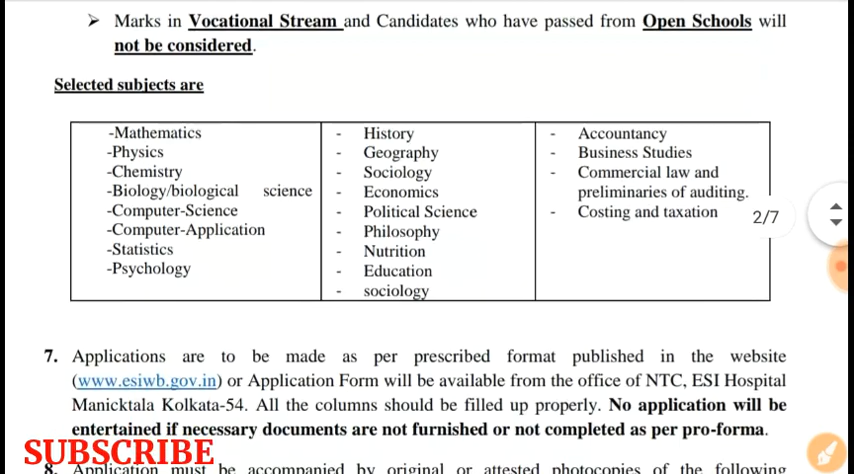 ➢ Marks in Vocational Stream and Candidates who have passed from Open Schools will
not be considered.
Selected subjects are
-Mathematics
-Physics
-Chemistry
-Biology/biological science
-Computer-Science
-Computer-Application
-Statistics
-Psychology
- History
- Geography
- Sociology
- Economics
- Political Science
- Philosophy
- Nutrition
- Education
- sociology
- Accountancy
- Business Studies
- Commercial law and
preliminaries of auditing.
- Costing and taxation
2/7
7. Applications are to be made as per prescribed format published in the website
(www.esiwb.gov.in) or Application Form will be available from the office of NTC, ESI Hospital
Manicktala Kolkata-54. All the columns should be filled up properly. No application will be
entertained if necessary documents are not furnished or not completed as per pro-forma.
SUBSCRIBE
8. Application must be accompanied by original or attested photocopies of the following